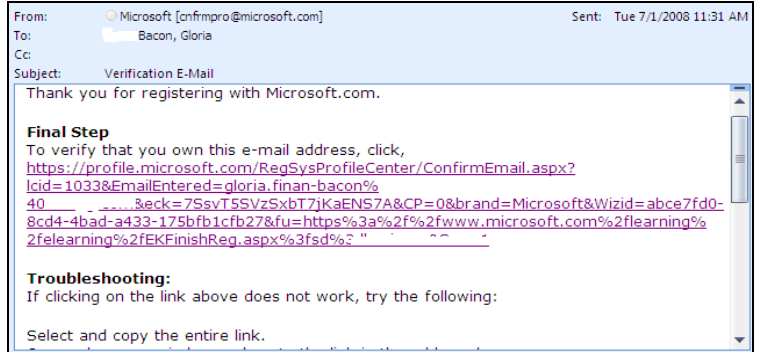 From: Microsoft [cnfrmpro@microsoft.com] Sent: Tue 7/1/2008 11:31 AM
To: Bacon, Gloria
Cc:
Subject: Verification E-Mail
Thank you for registering with Microsoft.com.
Final Step
To verify that you own this e-mail address, click,
https://profile.microsoft.com/RegSysProfileCenter/ConfirmEmail.aspx?
lcid=1033&EmailEntered=gloria.finan-bacon%
40 &eck=7SsvT5SVzSxbT7jKaENS7A&CP=0&brand=Microsoft&Wizid=abce7fd0-
8cd4-4bad-a433-175bfb1cfb27&fu=https%3a%2f%2fwww.microsoft.com%2flearning%
2felearning%2fEKFinishReg.aspx%3fsd%
Troubleshooting:
If clicking on the link above does not work, try the following:
Select and copy the entire link.